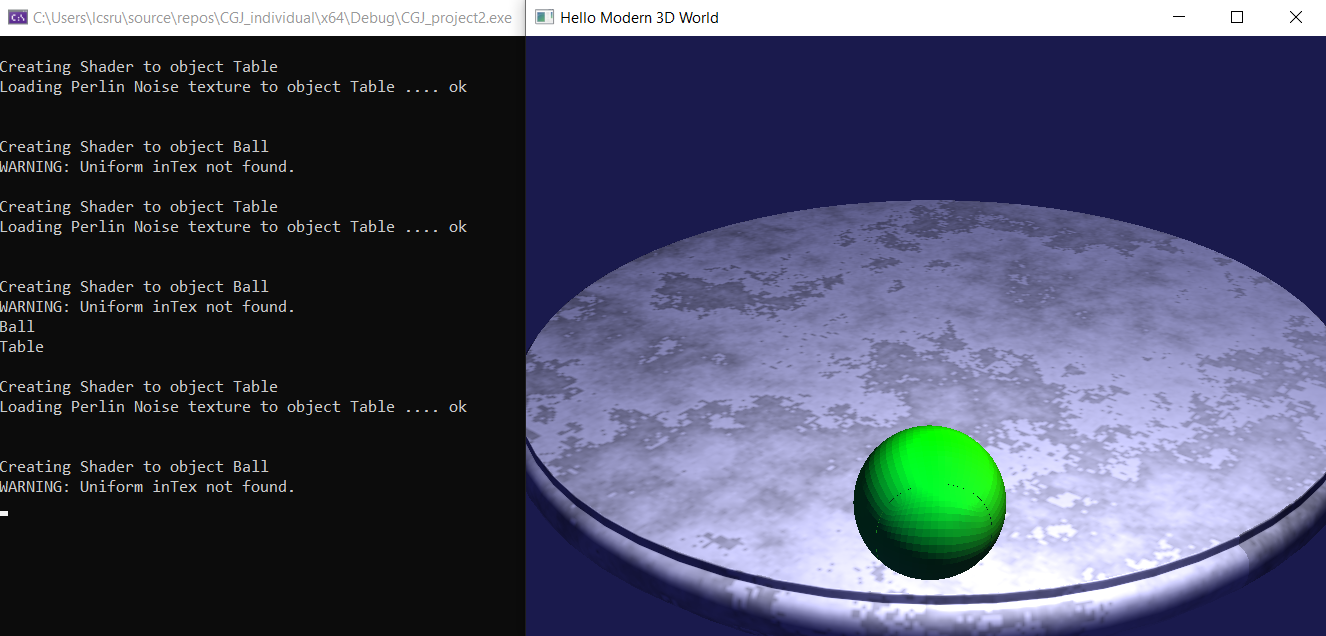 C:\Users\lcsru\source\repos\CGJ_individual\x64\Debug\CGJ_project2.exe
Creating Shader to object Table
Loading Perlin Noise texture to object Table .... ok
Creating Shader to object Ball
WARNING: Uniform inTex not found.
Creating Shader to object Table
Loading Perlin Noise texture to object Table .... ok
Creating Shader to object Ball
WARNING: Uniform inTex not found.
Ball
Table
Creating Shader to object Table
Loading Perlin Noise texture to object Table .... ok
Creating Shader to object Ball
WARNING: Uniform inTex not found.
Hello Modern 3D World